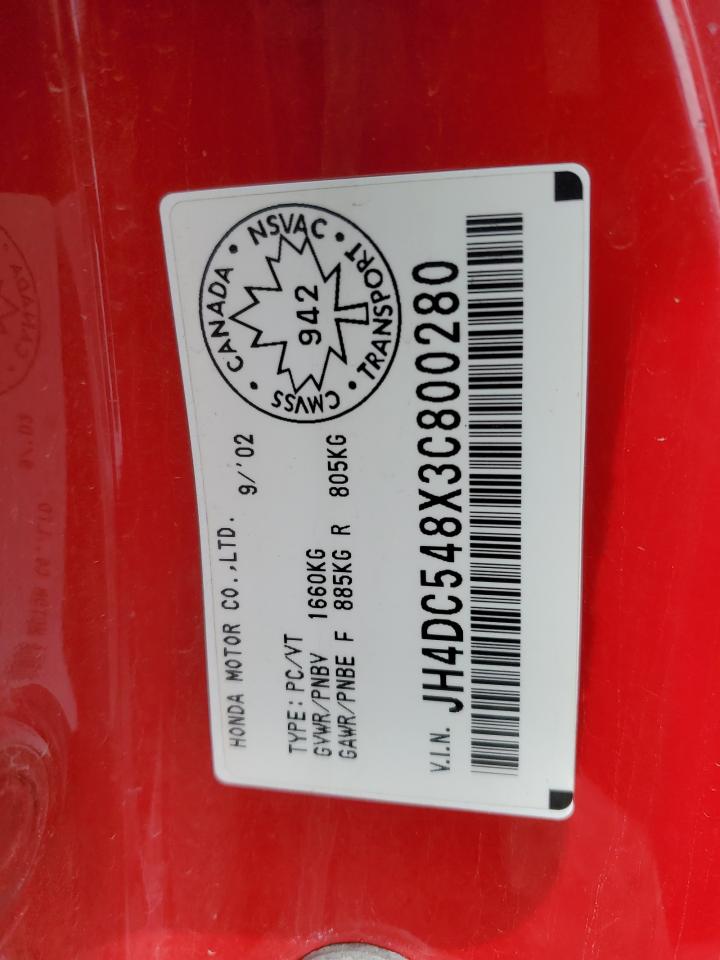 HONDA MOTOR CO.,LTD. 9/'02
TYPE: PC/VT
GVWR/PNBV 1660KG
GAWR/PNBE F 885KG R 805KG
V.I.N. JH4DC548X3C800280
CMVSS • CANADA • NSVAC • TRANSPORT •
942